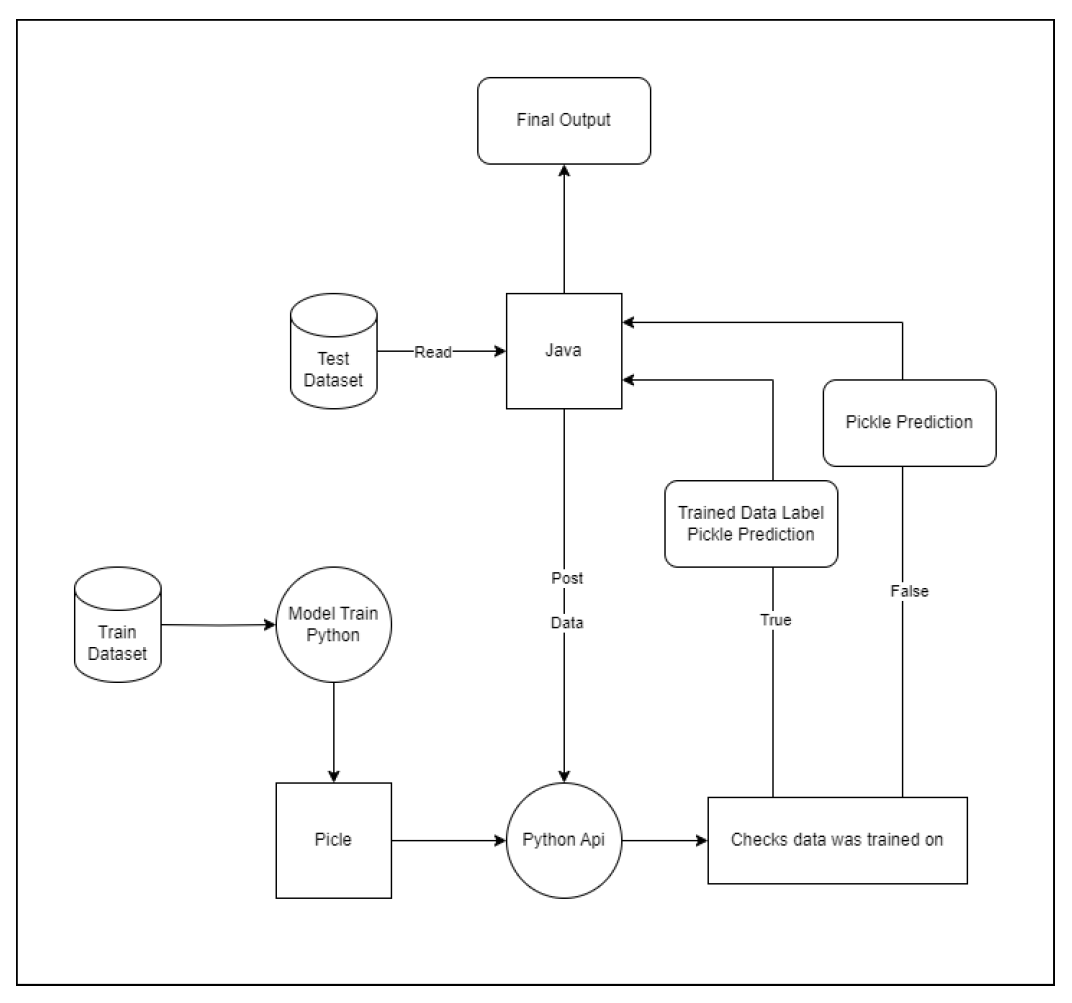 Final Output
Test
Dataset
Read
Java
Pickle Prediction
Trained Data Label
Pickle Prediction
Post
Data
True
False
Train
Dataset
Model Train
Python
Picle
Python Api
Checks data was trained on